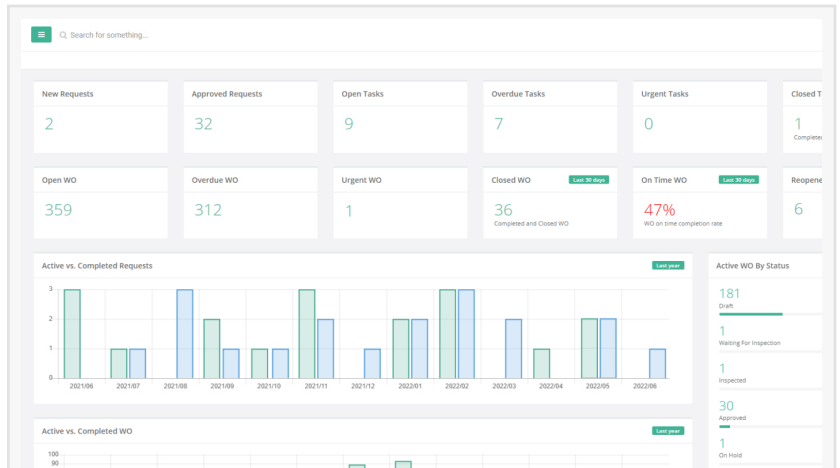 Search for something...
New Requests
2
Approved Requests
32
Open Tasks
9
Overdue Tasks
7
Urgent Tasks
0
Closed T
1
Complete
Open WO
359
Overdue WO
312
Urgent WO
1
Closed WO
Last 30 days
36
Completed and Closed WO
On Time WO
Last 30 days
47%
WO on time completion rate
Reopene
6
Active vs. Completed Requests
Last year
3
2
1
0
2021/06 2021/07 2021/08 2021/09 2021/10 2021/11 2021/12 2022/01 2022/02 2022/03 2022/04 2022/05 2022/06
Active WO By Status
181
Draft
1
Waiting For Inspection
1
Inspected
30
Approved
1
On Hold
Active vs. Completed WO
Last year
100
90